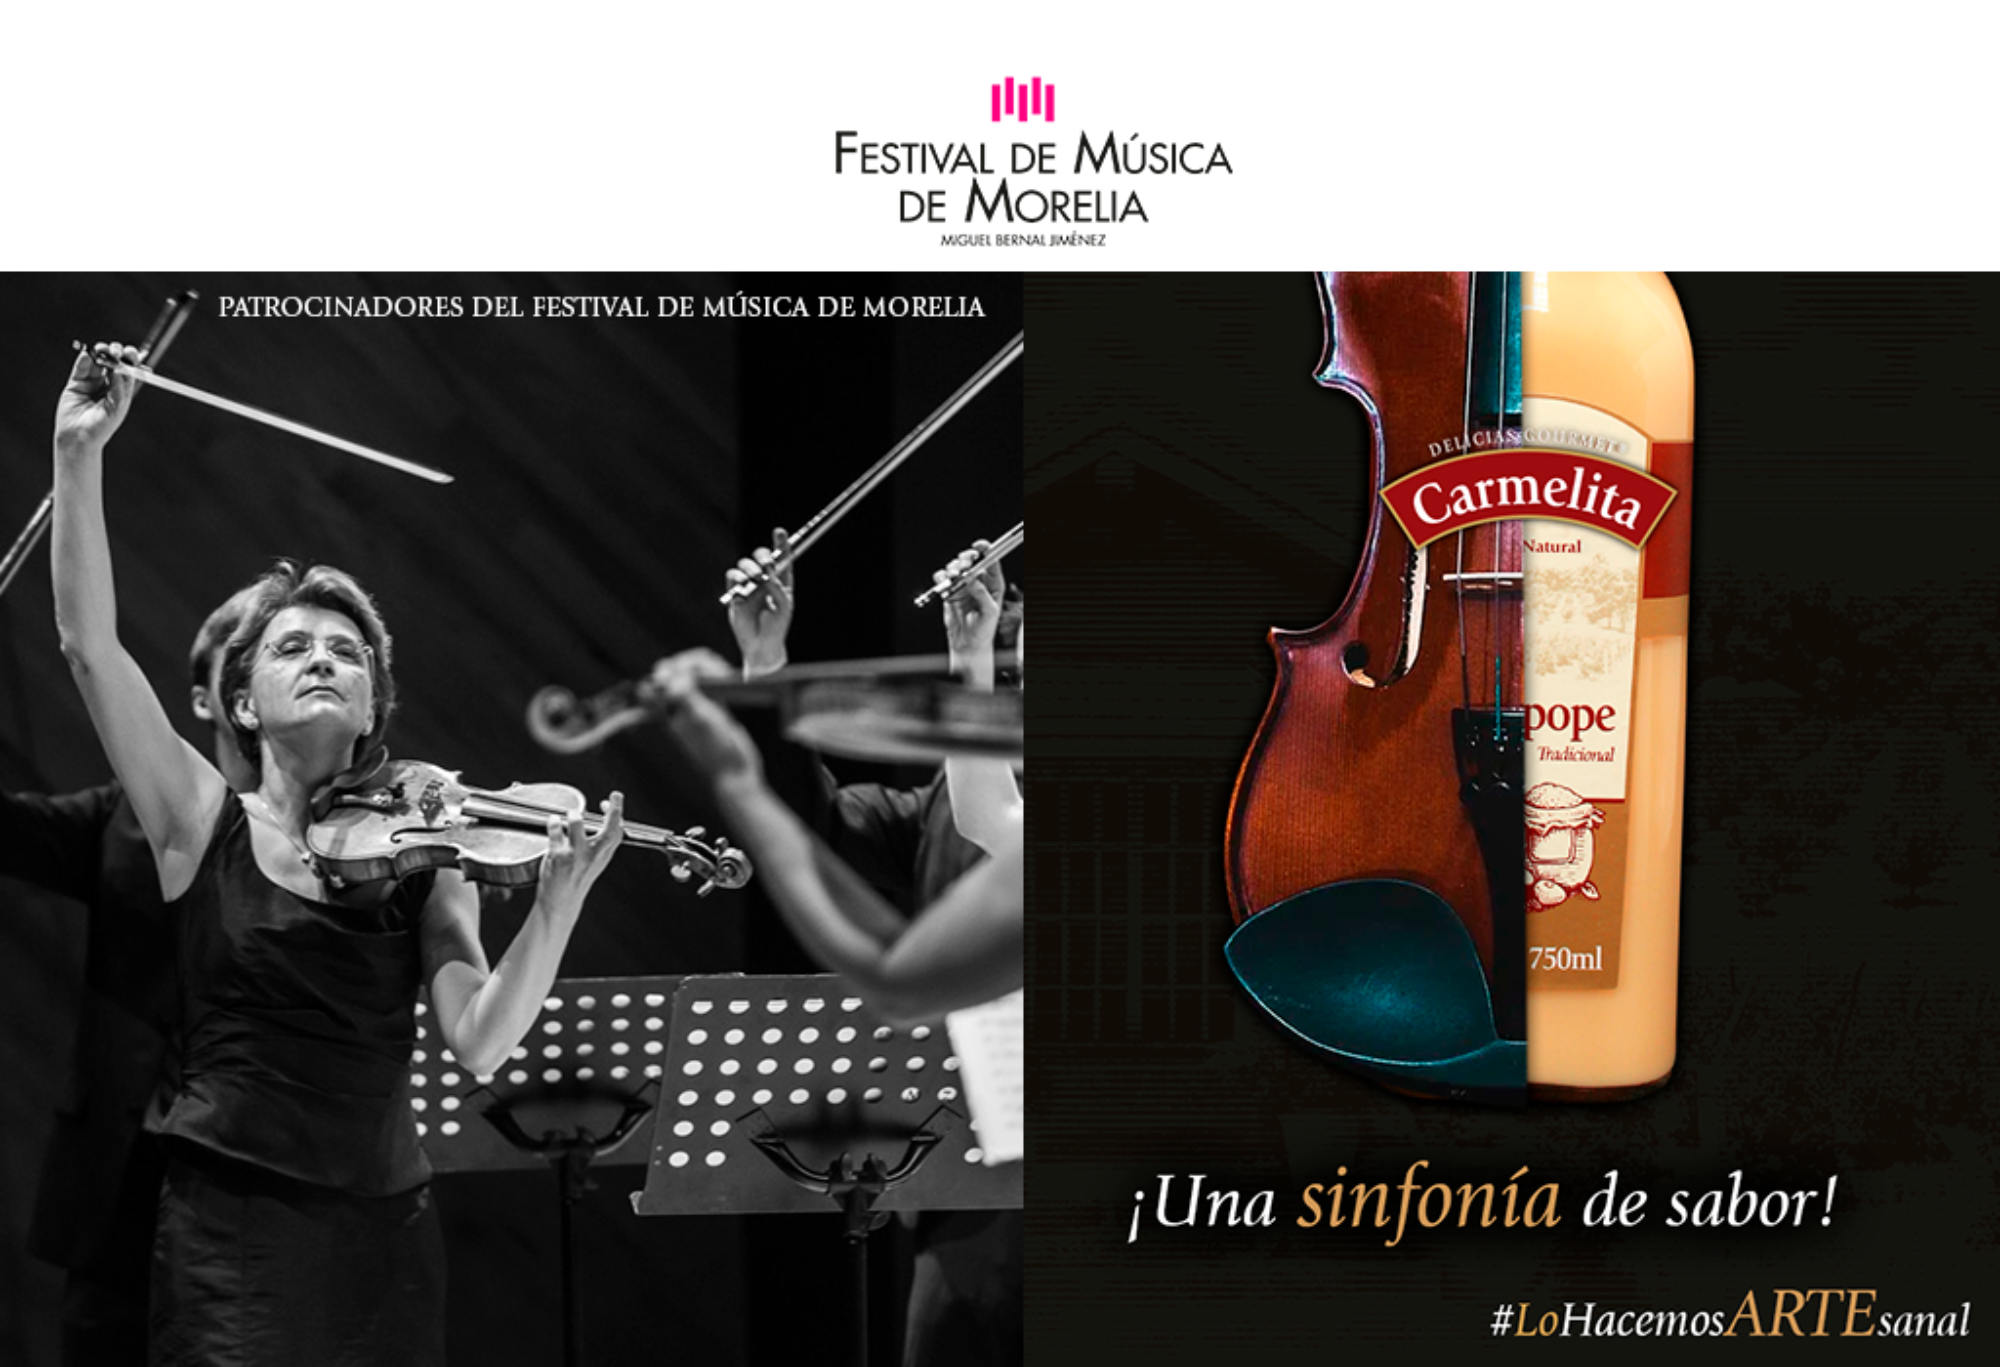 FESTIVAL DE MÚSICA
DE MORELIA
MIGUEL BERNAL JIMÉNEZ
PATROCINADORES DEL FESTIVAL DE MÚSICA DE MORELIA
DELICIAS GOURMET
Carmelita
Natural
pope
Tradicional
750ml
¡Una sinfonía de sabor!
#LoHacemosARTEsanal